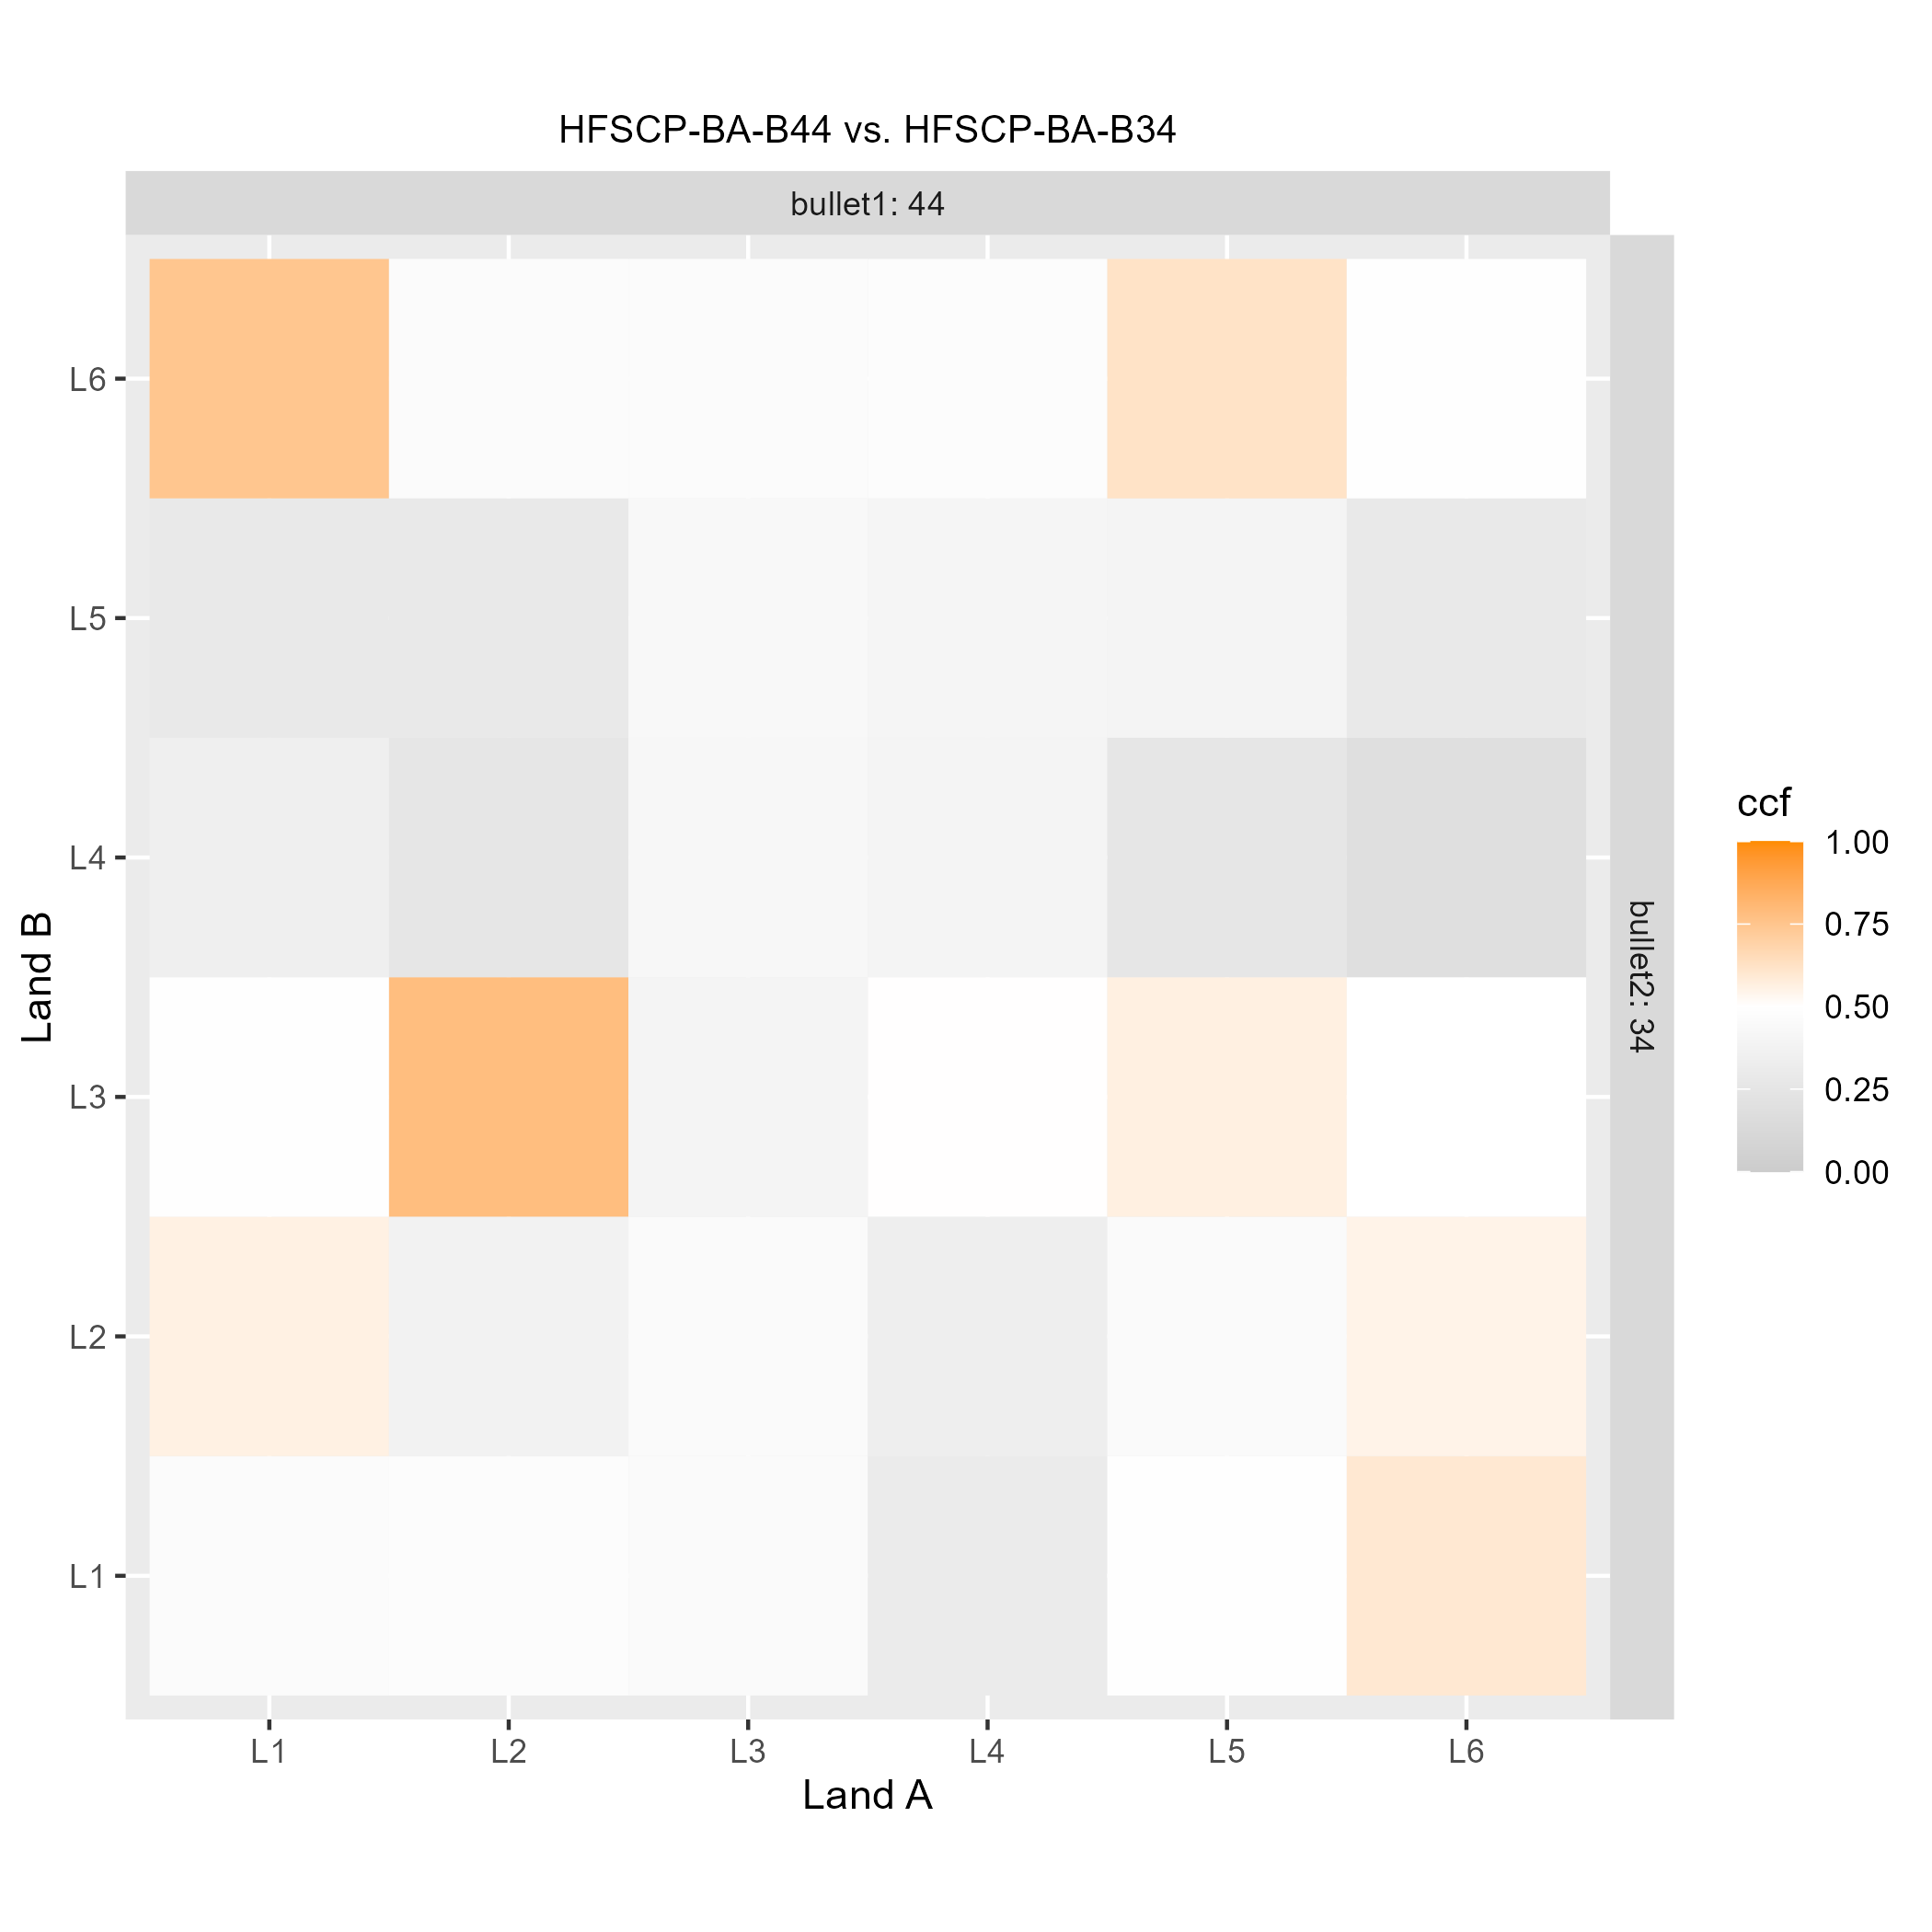 HFSCP-BA-B44 vs. HFSCP-BA-B34
bullet1: 44
L6
L5
L4
L3
L2
L1
Land B
bullet2: 34
L1 L2 L3 L4 L5 L6
Land A
ccf
1.00
0.75
0.50
0.25
0.00